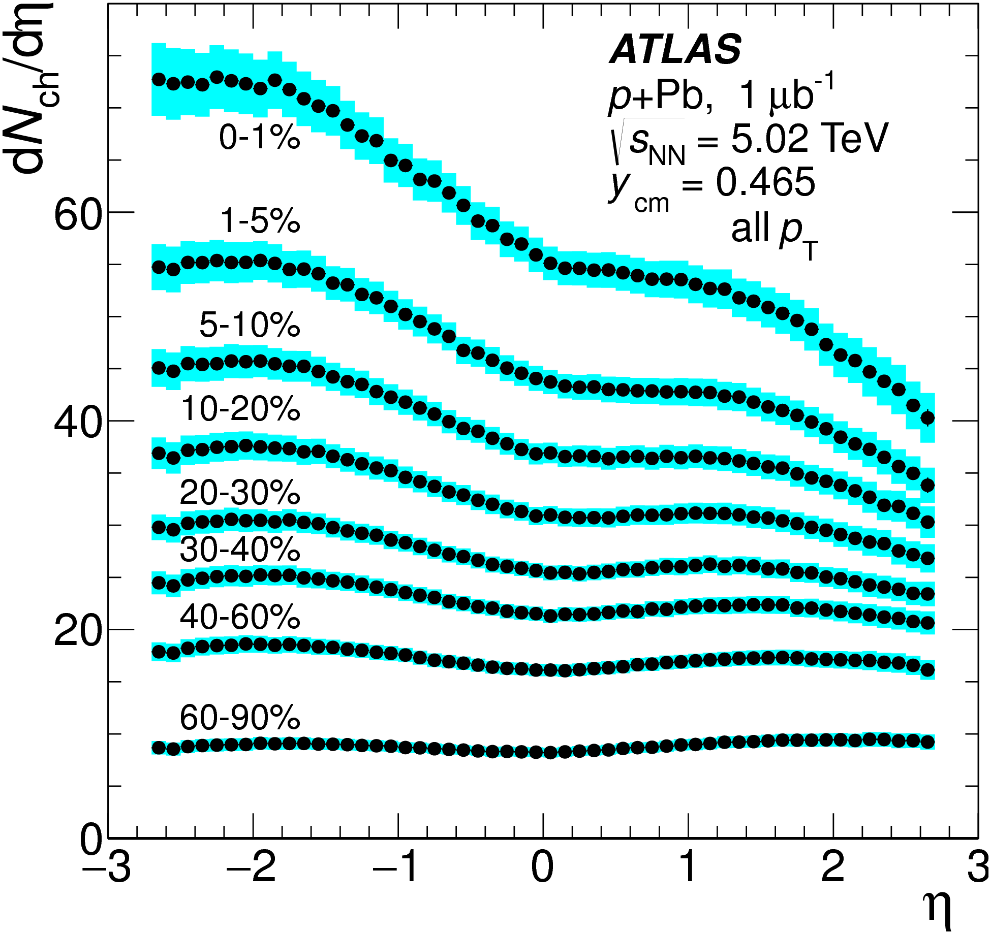 dNch/dη
ATLAS
p+Pb, 1 μb⁻¹
√sNN = 5.02 TeV
ycm = 0.465
all pT
0-1%
1-5%
5-10%
10-20%
20-30%
30-40%
40-60%
60-90%
60
40
20
0
−3 −2 −1 0 1 2 3
η